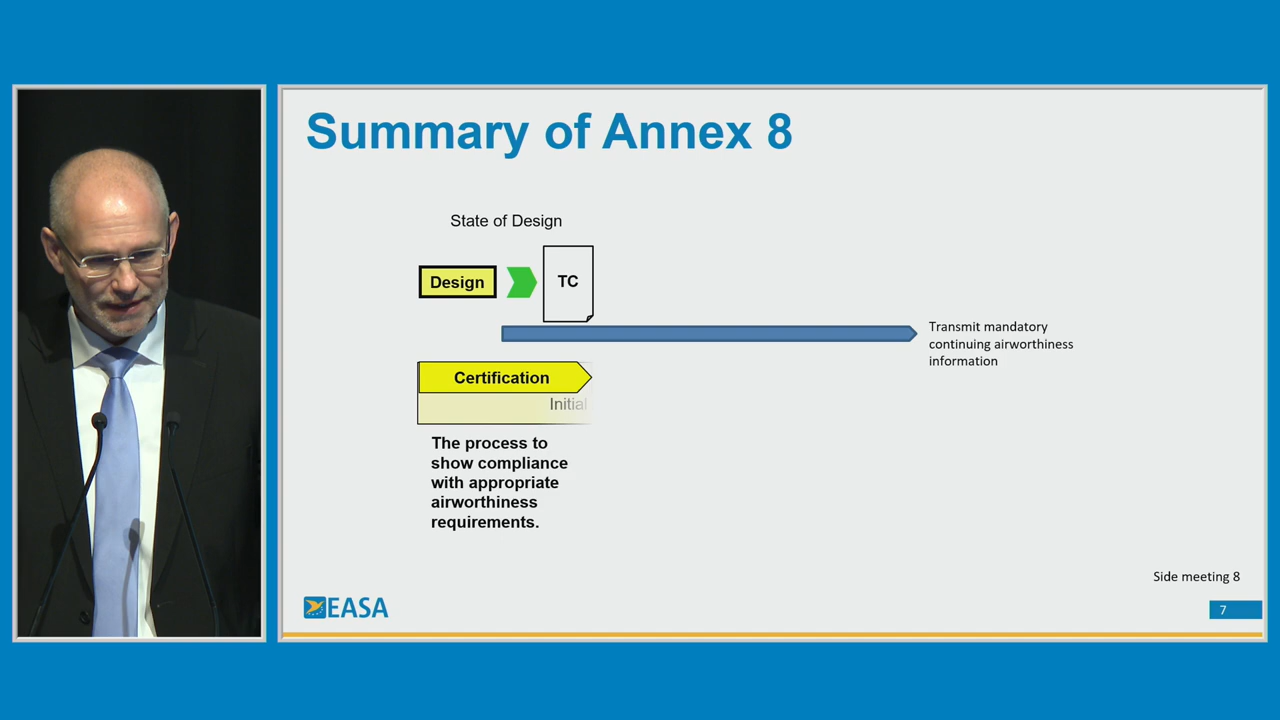 Summary of Annex 8
State of Design
Design
TC
Transmit mandatory
continuing airworthiness
information
Certification
Initial
The process to
show compliance
with appropriate
airworthiness
requirements.
Side meeting 8
EASA
7